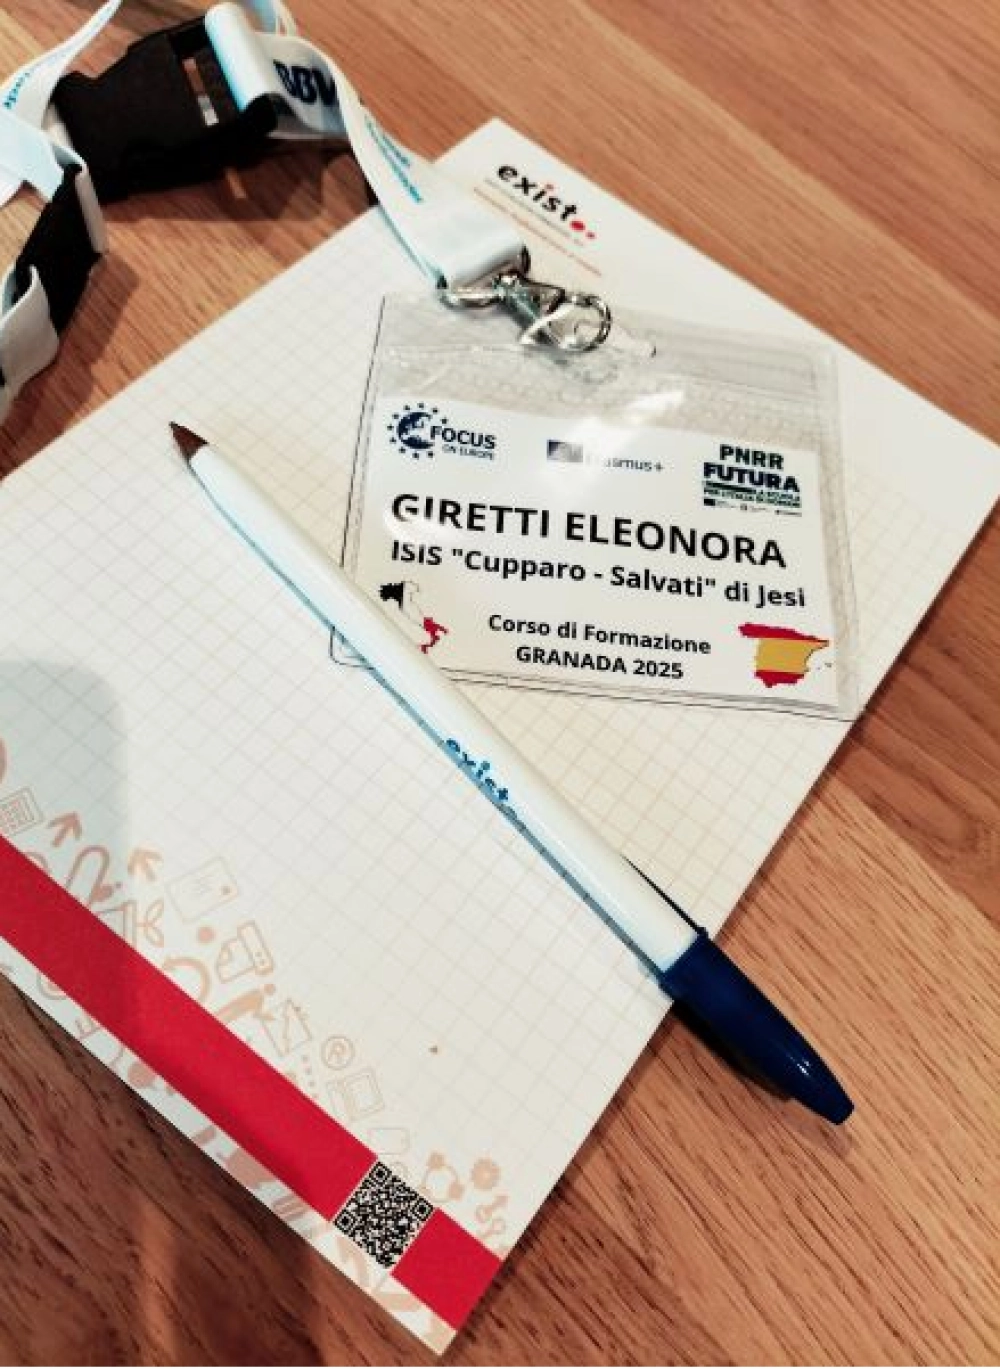 BBV
exist
FOCUS
ON EUROPE
Erasmus+
PNRR
FUTURA
GIRETTI ELEONORA
ISIS "Cupparo - Salvati" di Jesi
Corso di Formazione
GRANADA 2025
exist
®